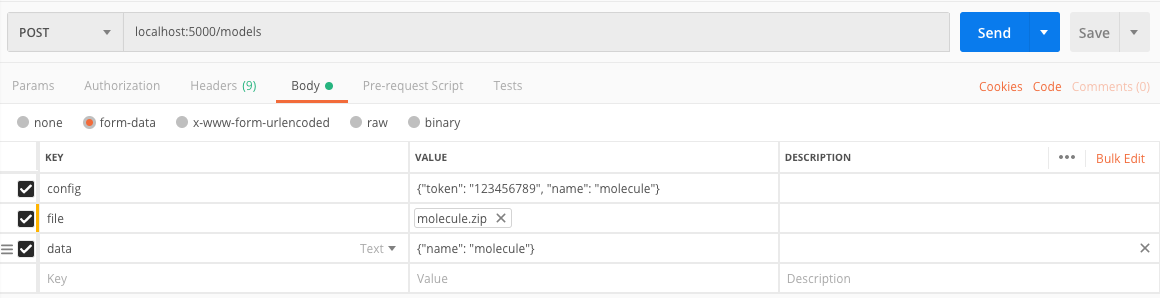 POST localhost:5000/models Send Save
Params Authorization Headers (9) Body Pre-request Script Tests Cookies Code Comments (0)
none form-data x-www-form-urlencoded raw binary
KEY VALUE DESCRIPTION ••• Bulk Edit
config {"token": "123456789", "name": "molecule"}
file molecule.zip
data Text {"name": "molecule"}
Key Value Description